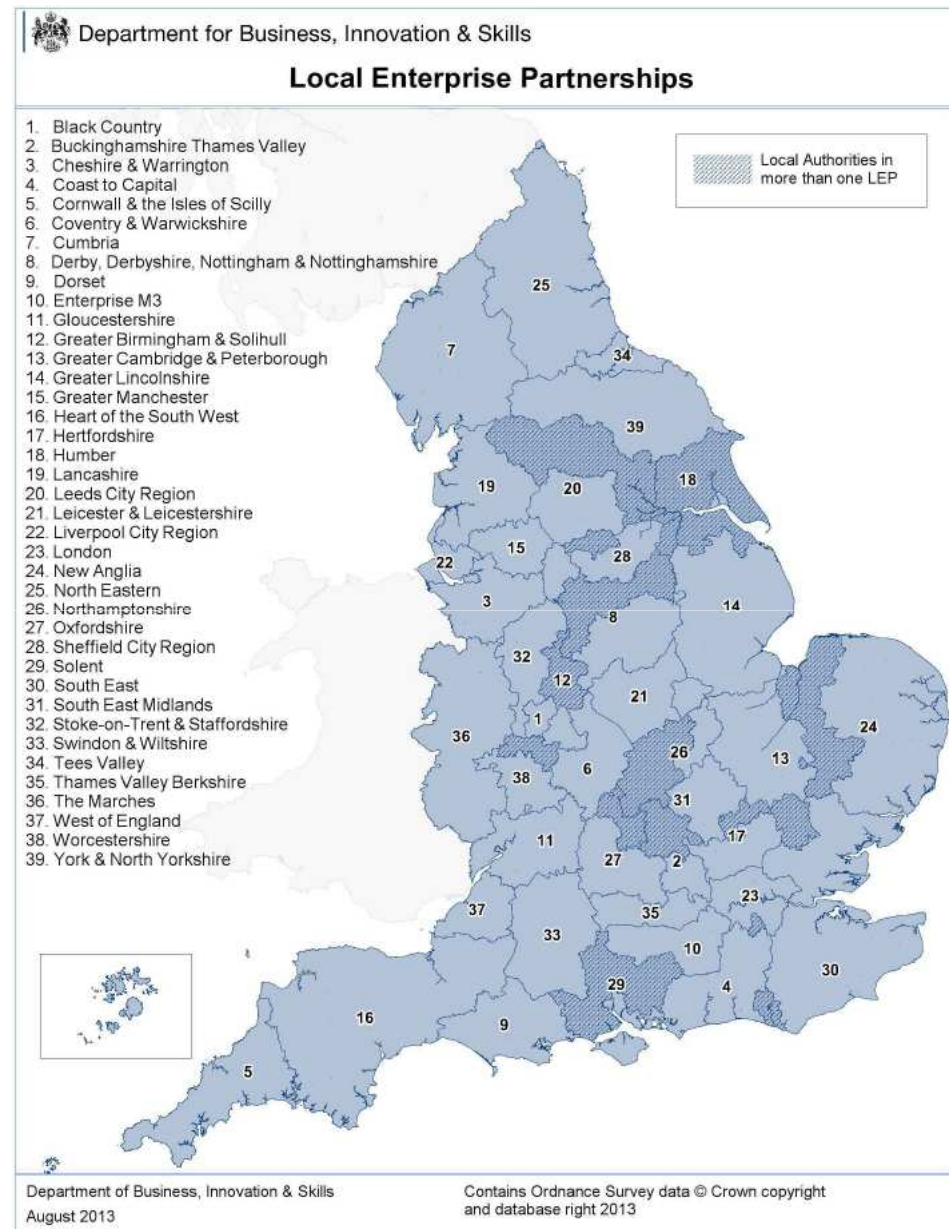 Department for Business, Innovation & Skills
Local Enterprise Partnerships
1. Black Country
2. Buckinghamshire Thames Valley
3. Cheshire & Warrington
4. Coast to Capital
5. Cornwall & the Isles of Scilly
6. Coventry & Warwickshire
7. Cumbria
8. Derby, Derbyshire, Nottingham & Nottinghamshire
9. Dorset
10. Enterprise M3
11. Gloucestershire
12. Greater Birmingham & Solihull
13. Greater Cambridge & Peterborough
14. Greater Lincolnshire
15. Greater Manchester
16. Heart of the South West
17. Hertfordshire
18. Humber
19. Lancashire
20. Leeds City Region
21. Leicester & Leicestershire
22. Liverpool City Region
23. London
24. New Anglia
25. North Eastern
26. Northamptonshire
27. Oxfordshire
28. Sheffield City Region
29. Solent
30. South East
31. South East Midlands
32. Stoke-on-Trent & Staffordshire
33. Swindon & Wiltshire
34. Tees Valley
35. Thames Valley Berkshire
36. The Marches
37. West of England
38. Worcestershire
39. York & North Yorkshire
Local Authorities in
more than one LEP
25
7
34
39
18
19
20
15
28
22
3
14
8
32
12
21
1
36
24
26
13
6
38
31
11
17
27
2
23
37
35
33
10
30
29
4
16
9
5
Department of Business, Innovation & Skills
August 2013
Contains Ordnance Survey data © Crown copyright
and database right 2013